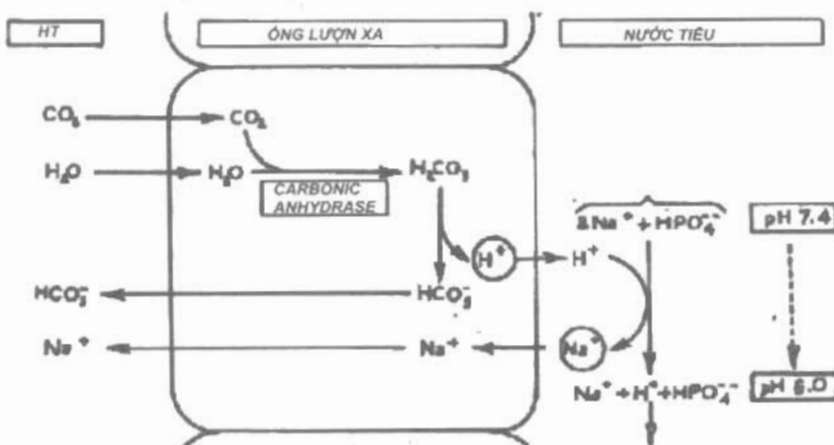 HT ỐNG LƯỢN XA NƯỚC TIỂU
CO₂ CO₂
H₂O H₂O H₂CO₃
CARBONIC
ANHYDRASE
2Na⁺ + HPO₄⁻⁻ pH 7.4
H⁺ H⁺
HCO₃⁻ HCO₃⁻
Na⁺ Na⁺ Na⁺
Na⁺ + H⁺ + HPO₄⁻⁻ pH 6.0